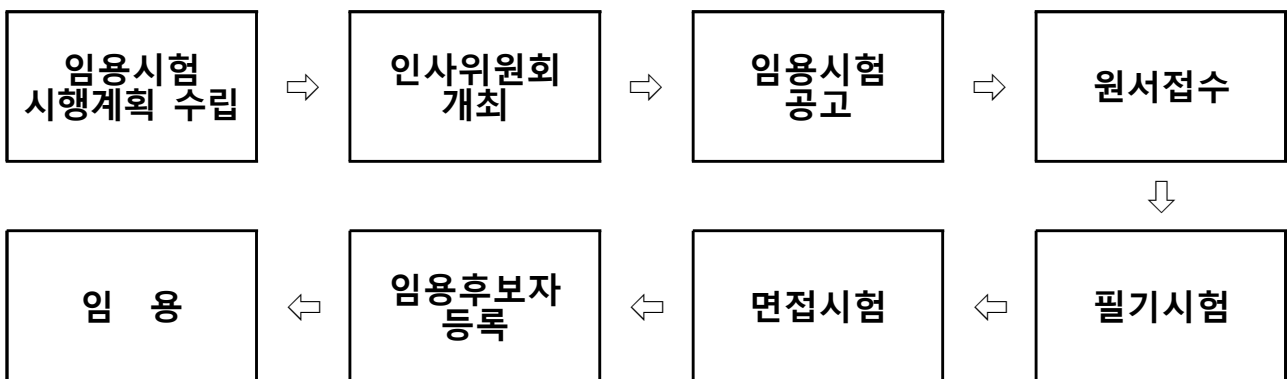 임용시험
시행계획 수립
⇨
인사위원회
개최
⇨
임용시험
공고
⇨
원서접수
⇩
필기시험
⇦
면접시험
⇦
임용후보자
등록
⇦
임 용